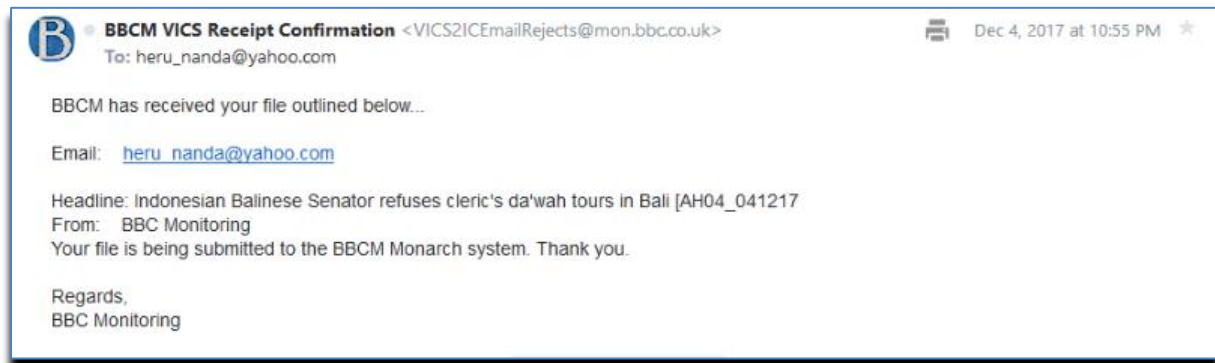 B
BBCM VICS Receipt Confirmation <VICS2ICEmailRejects@mon.bbc.co.uk> Dec 4, 2017 at 10:55 PM
To: heru_nanda@yahoo.com
BBCM has received your file outlined below...
Email: heru_nanda@yahoo.com
Headline: Indonesian Balinese Senator refuses cleric's da'wah tours in Bali [AH04_041217
From: BBC Monitoring
Your file is being submitted to the BBCM Monarch system. Thank you.
Regards,
BBC Monitoring